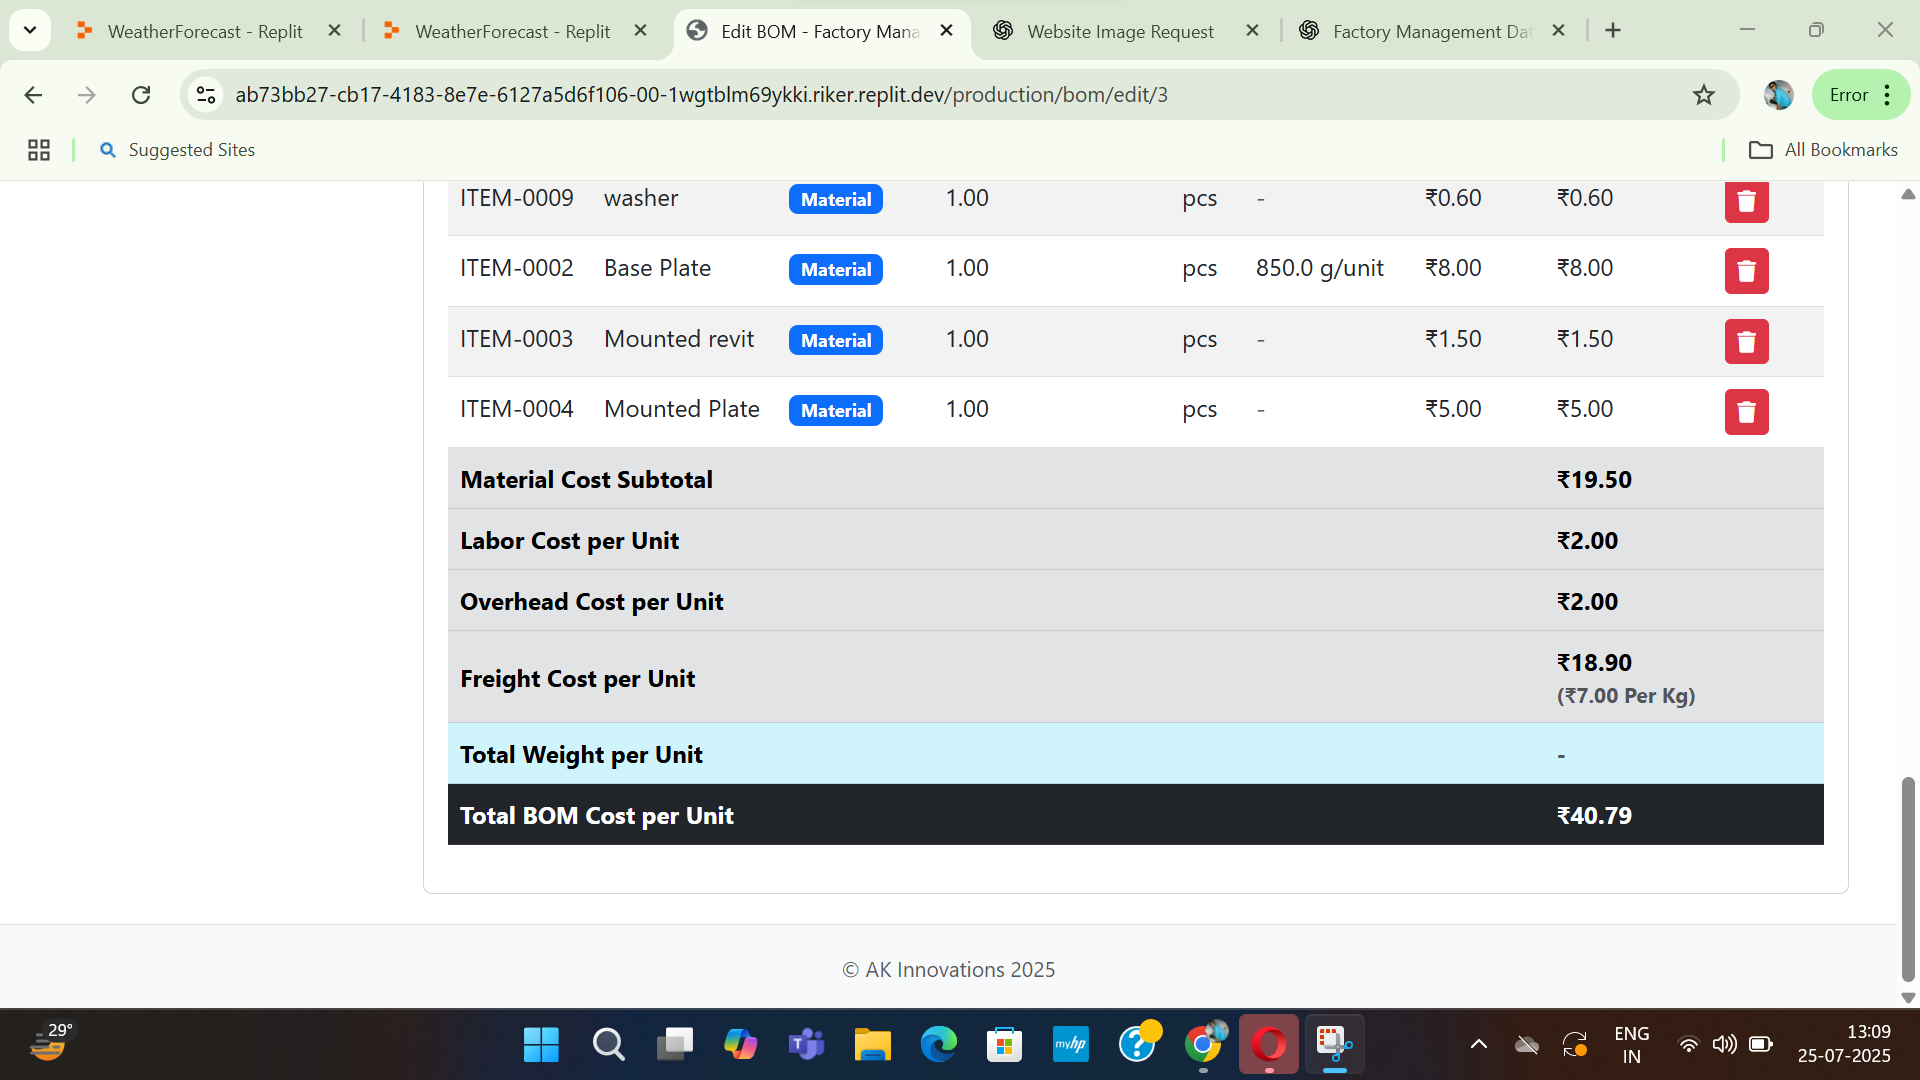 WeatherForecast - Replit
WeatherForecast - Replit
Edit BOM - Factory Mana
Website Image Request
Factory Management Dat
ab73bb27-cb17-4183-8e7e-6127a5d6f106-00-1wgtblm69ykki.riker.replit.dev/production/bom/edit/3
Error
Suggested Sites
All Bookmarks
ITEM-0009 washer Material 1.00 pcs - ₹0.60 ₹0.60
ITEM-0002 Base Plate Material 1.00 pcs 850.0 g/unit ₹8.00 ₹8.00
ITEM-0003 Mounted revit Material 1.00 pcs - ₹1.50 ₹1.50
ITEM-0004 Mounted Plate Material 1.00 pcs - ₹5.00 ₹5.00
Material Cost Subtotal ₹19.50
Labor Cost per Unit ₹2.00
Overhead Cost per Unit ₹2.00
Freight Cost per Unit ₹18.90
(₹7.00 Per Kg)
Total Weight per Unit -
Total BOM Cost per Unit ₹40.79
© AK Innovations 2025
29°
myhp
ENG
IN
13:09
25-07-2025